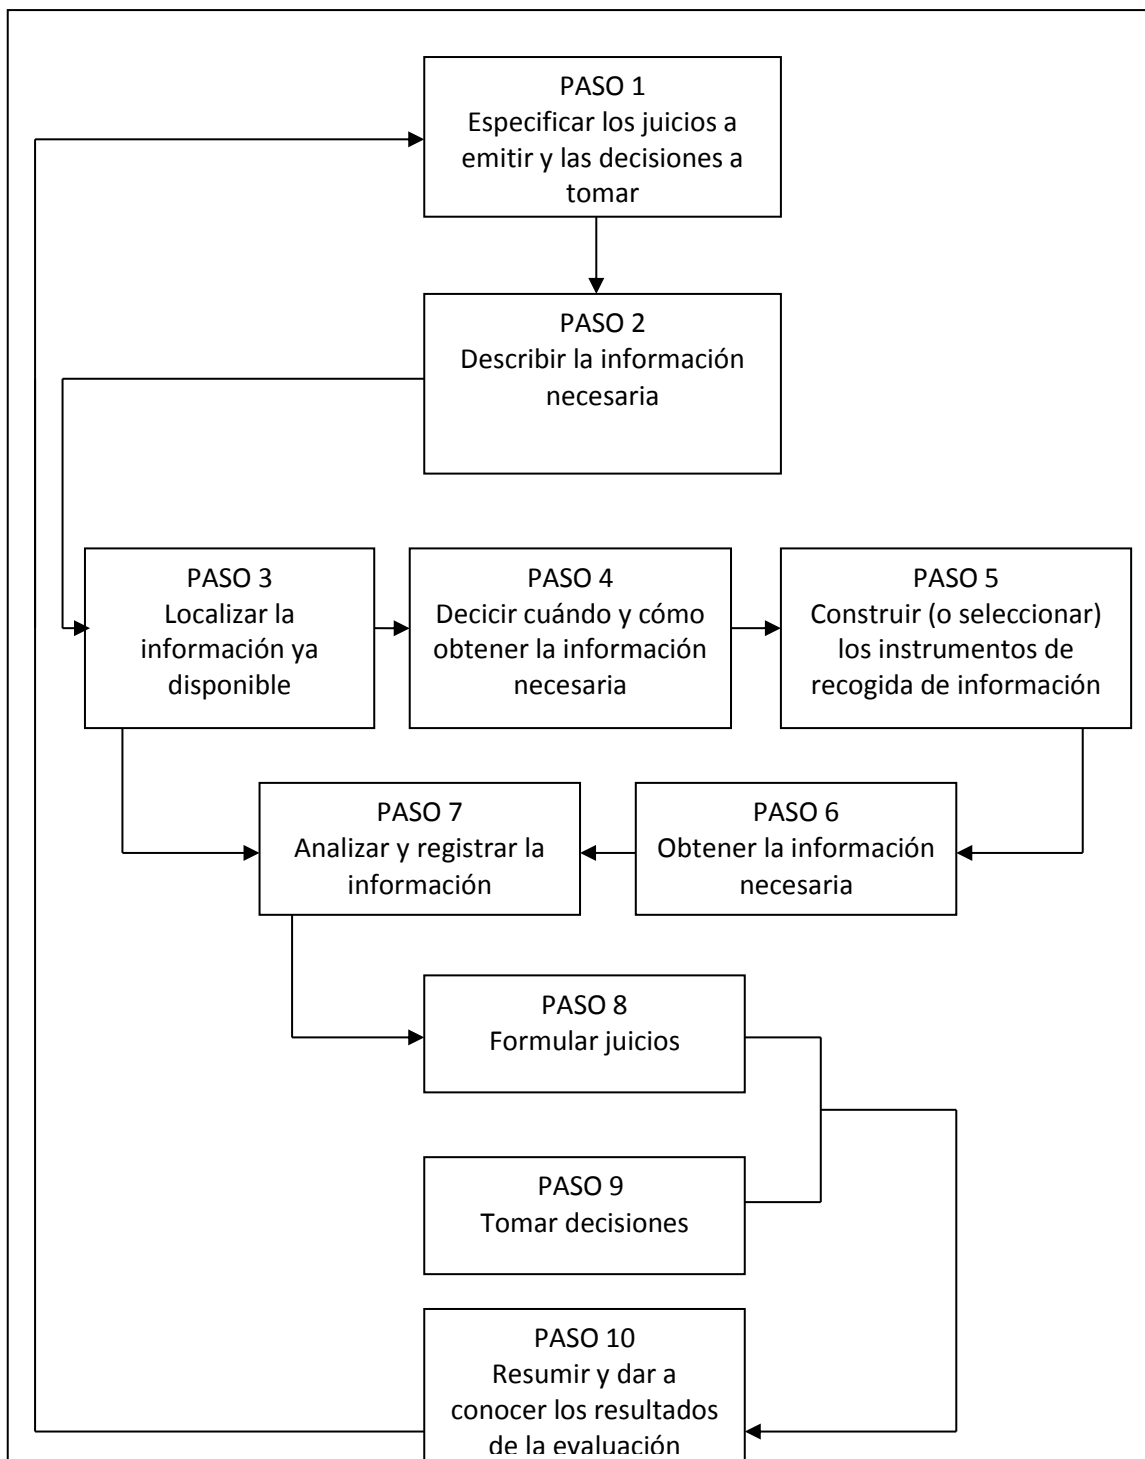 PASO 1
Especificar los juicios a
emitir y las decisiones a
tomar
PASO 2
Describir la información
necesaria
PASO 3
Localizar la
información ya
disponible
PASO 4
Decicir cuándo y cómo
obtener la información
necesaria
PASO 5
Construir (o seleccionar)
los instrumentos de
recogida de información
PASO 6
Obtener la información
necesaria
PASO 7
Analizar y registrar la
información
PASO 8
Formular juicios
PASO 9
Tomar decisiones
PASO 10
Resumir y dar a
conocer los resultados
de la evaluación